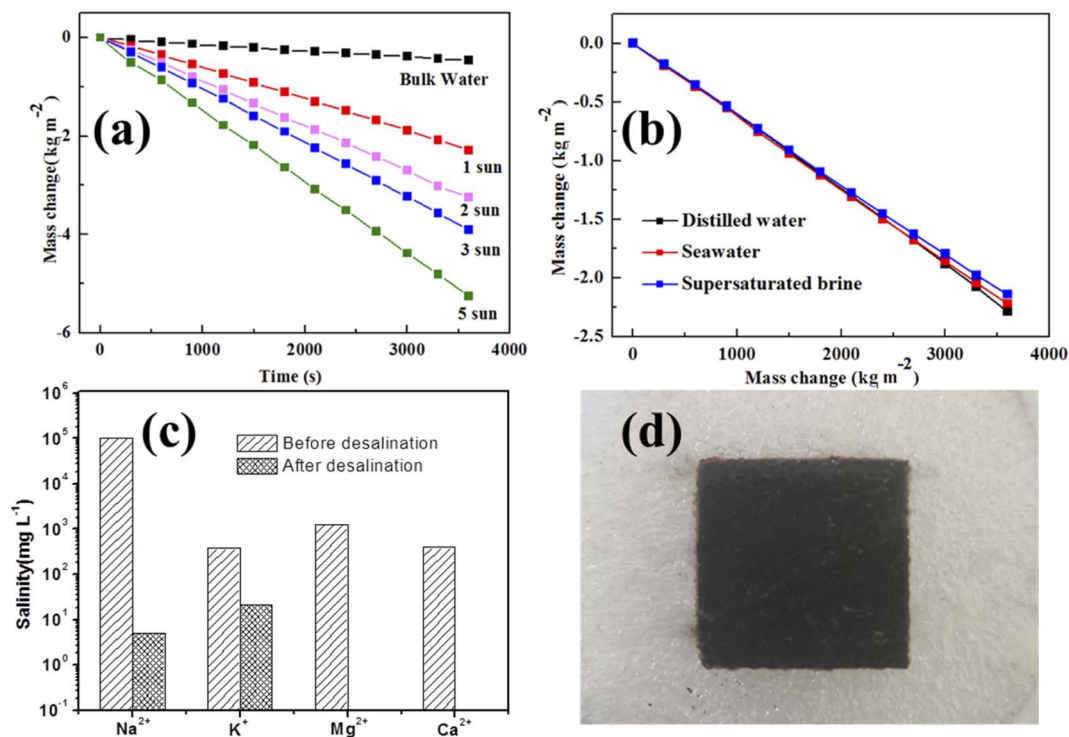 (a)
Mass change( kg m-2)
0
-2
-4
-6
Bulk Water
1 sun
2 sun
3 sun
5 sun
0 1000 2000 3000 4000
Time (s)
(b)
Mass change (kg m-2)
0.0
-0.5
-1.0
-1.5
-2.0
-2.5
Distilled water
Seawater
Supersaturated brine
0 1000 2000 3000 4000
Mass change (kg m-2)
(c)
Salinity(mg L-1)
10^6
10^5
10^4
10^3
10^2
10^1
10^0
10^-1
Before desalination
After desalination
Na2+ K+ Mg2+ Ca2+
(d)